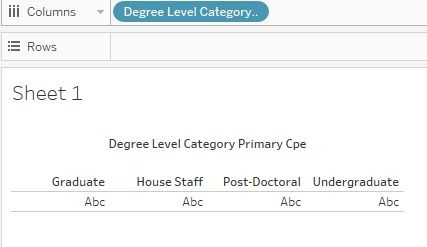 Columns
Degree Level Category..
Rows
Sheet 1
Degree Level Category Primary Cpe
Graduate House Staff Post-Doctoral Undergraduate
Abc Abc Abc Abc